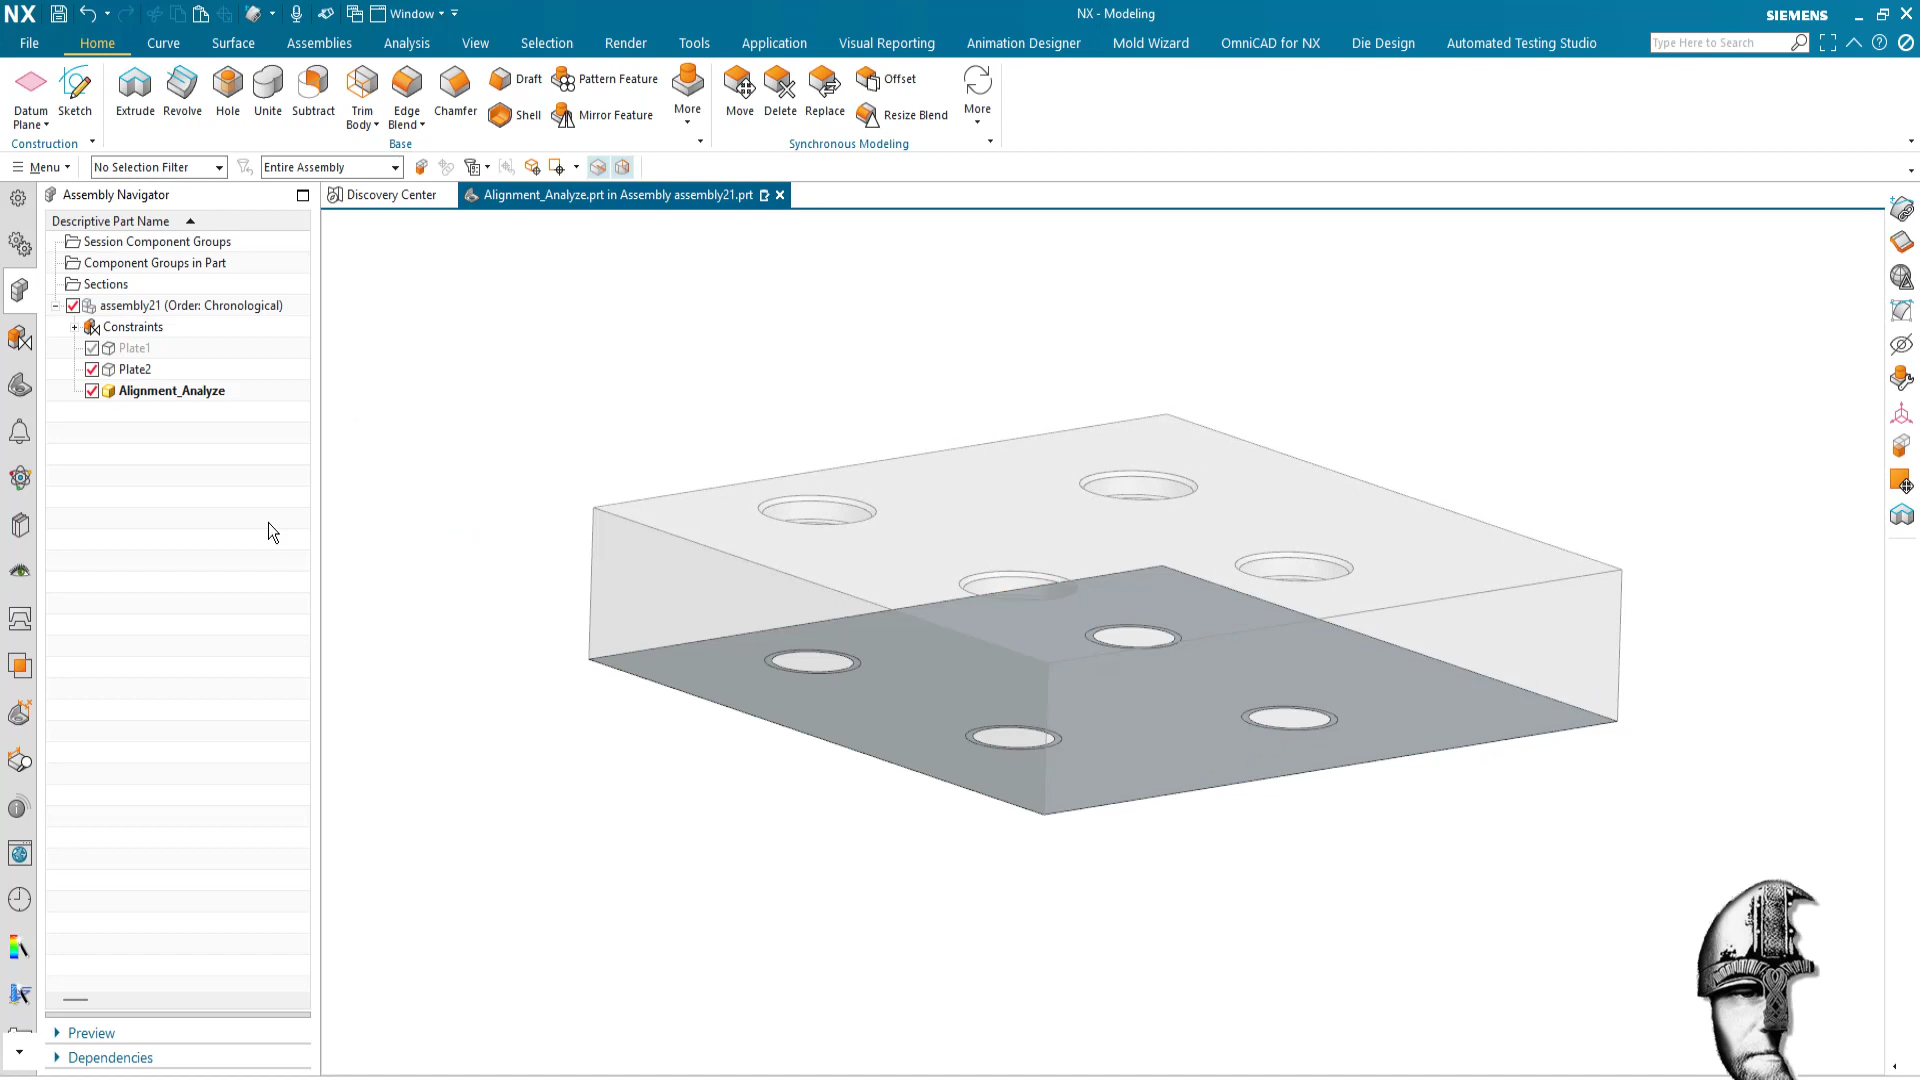 NX
Window
NX - Modeling
SIEMENS
File
Home
Curve
Surface
Assemblies
Analysis
View
Selection
Render
Tools
Application
Visual Reporting
Animation Designer
Mold Wizard
OmniCAD for NX
Die Design
Automated Testing Studio
Type Here to Search
Datum Plane
Sketch
Extrude
Revolve
Hole
Unite
Subtract
Trim Body
Edge Blend
Chamfer
Draft
Shell
Pattern Feature
Mirror Feature
More
Move
Delete
Replace
Offset
Resize Blend
More
Construction
Base
Synchronous Modeling
Menu
No Selection Filter
Entire Assembly
Assembly Navigator
Discovery Center
Alignment_Analyze.prt in Assembly assembly21.prt
Descriptive Part Name
Session Component Groups
Component Groups in Part
Sections
assembly21 (Order: Chronological)
Constraints
Plate1
Plate2
Alignment_Analyze
Preview
Dependencies